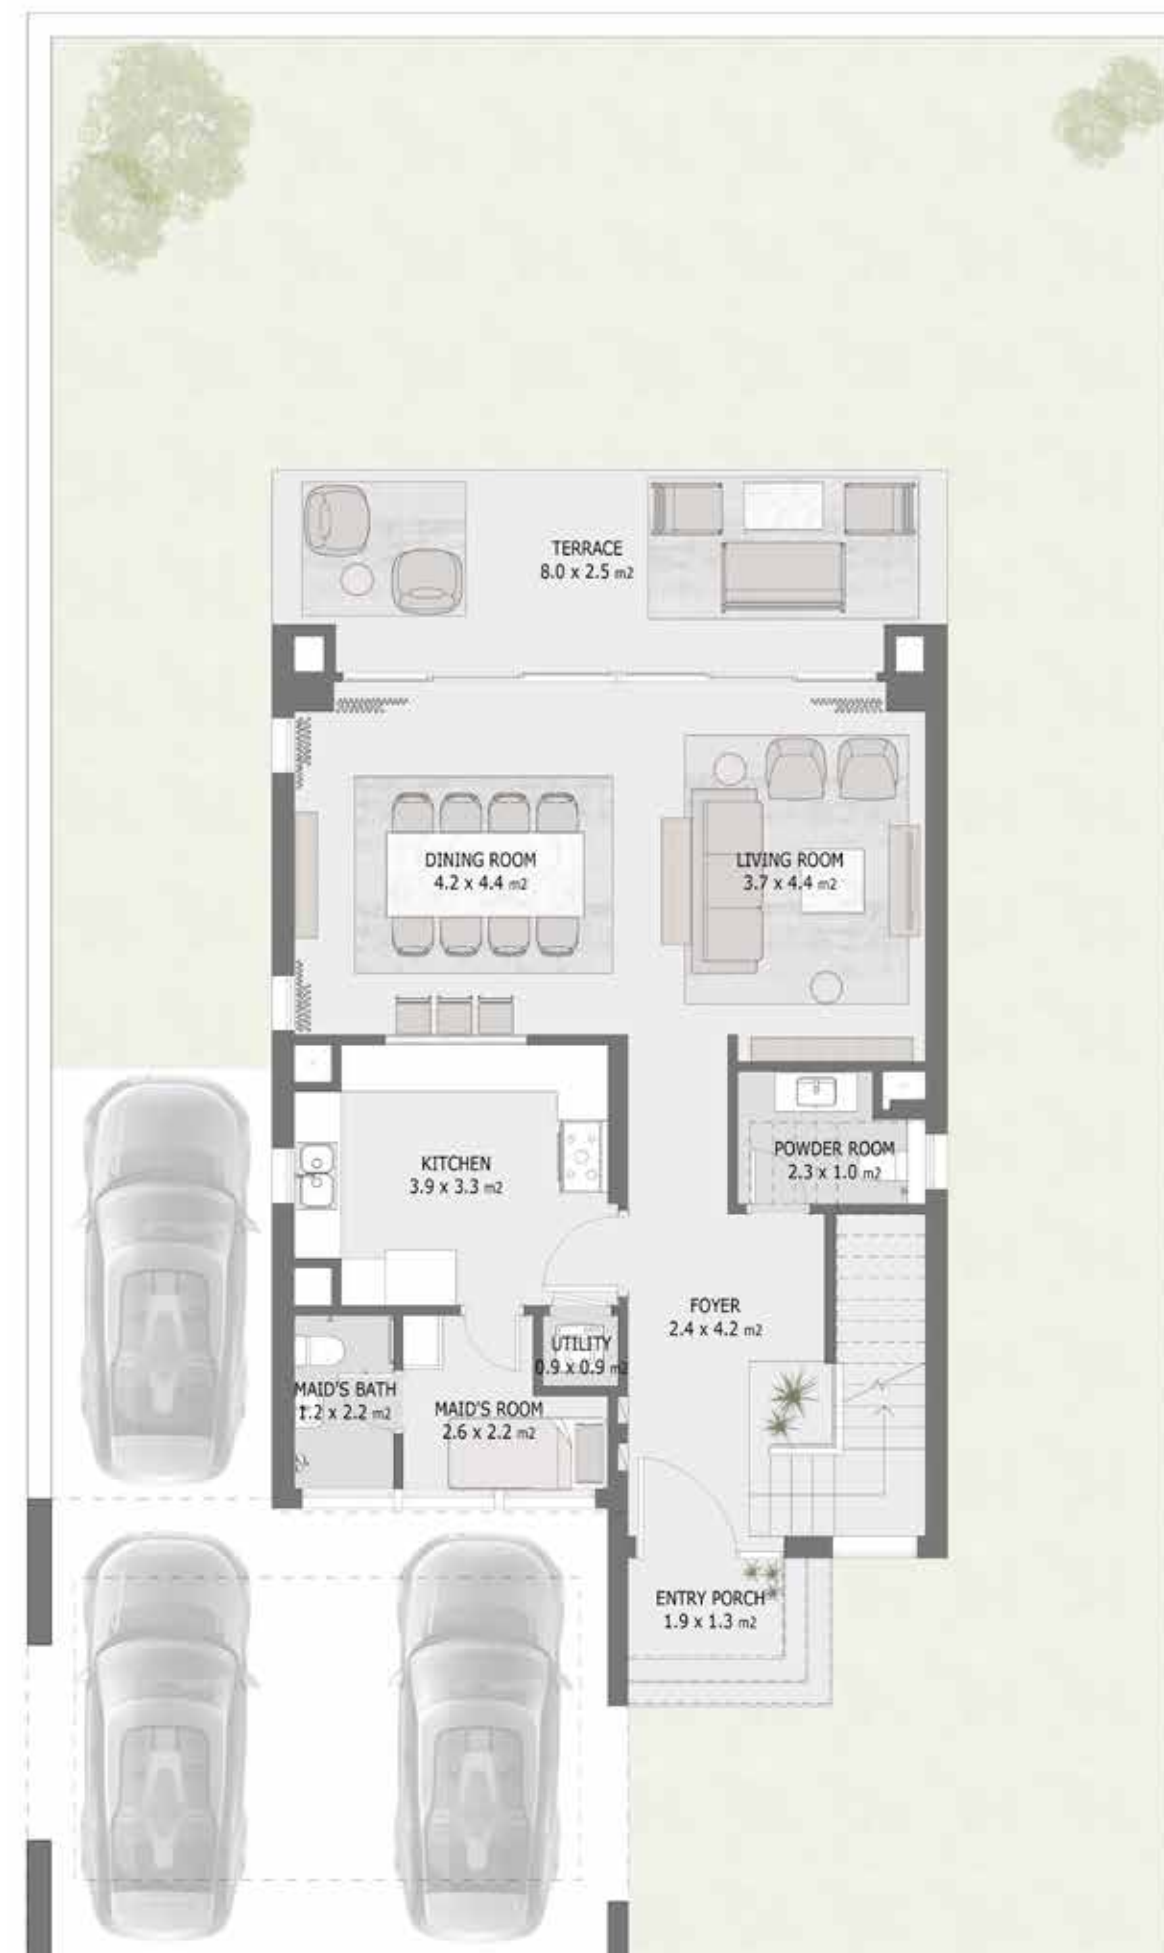 TERRACE
8.0 x 2.5 m2
DINING ROOM
4.2 x 4.4 m2
LIVING ROOM
3.7 x 4.4 m2
KITCHEN
3.9 x 3.3 m2
POWDER ROOM
2.3 x 1.0 m2
FOYER
2.4 x 4.2 m2
UTILITY
0.9 x 0.9 m2
MAID'S BATH
1.2 x 2.2 m2
MAID'S ROOM
2.6 x 2.2 m2
ENTRY PORCH
1.9 x 1.3 m2